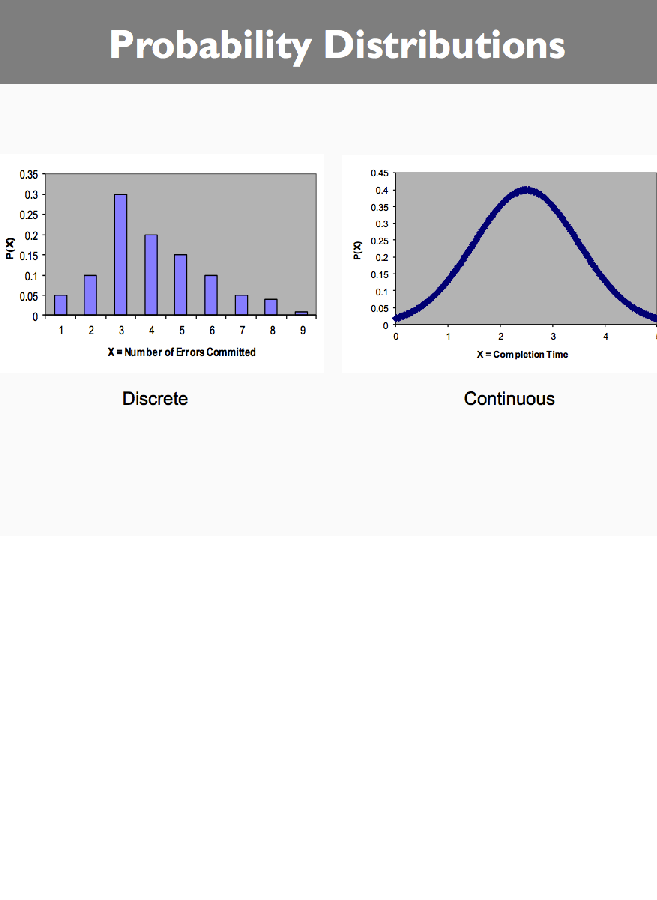 Probability Distributions
0.35
0.3
0.25
0.2
0.15
0.1
0.05
0
P(X)
1 2 3 4 5 6 7 8 9
X = Number of Errors Committed
Discrete
0.45
0.4
0.35
0.3
0.25
0.2
0.15
0.1
0.05
0
P(X)
0 1 2 3 4
X = Completion Time
Continuous